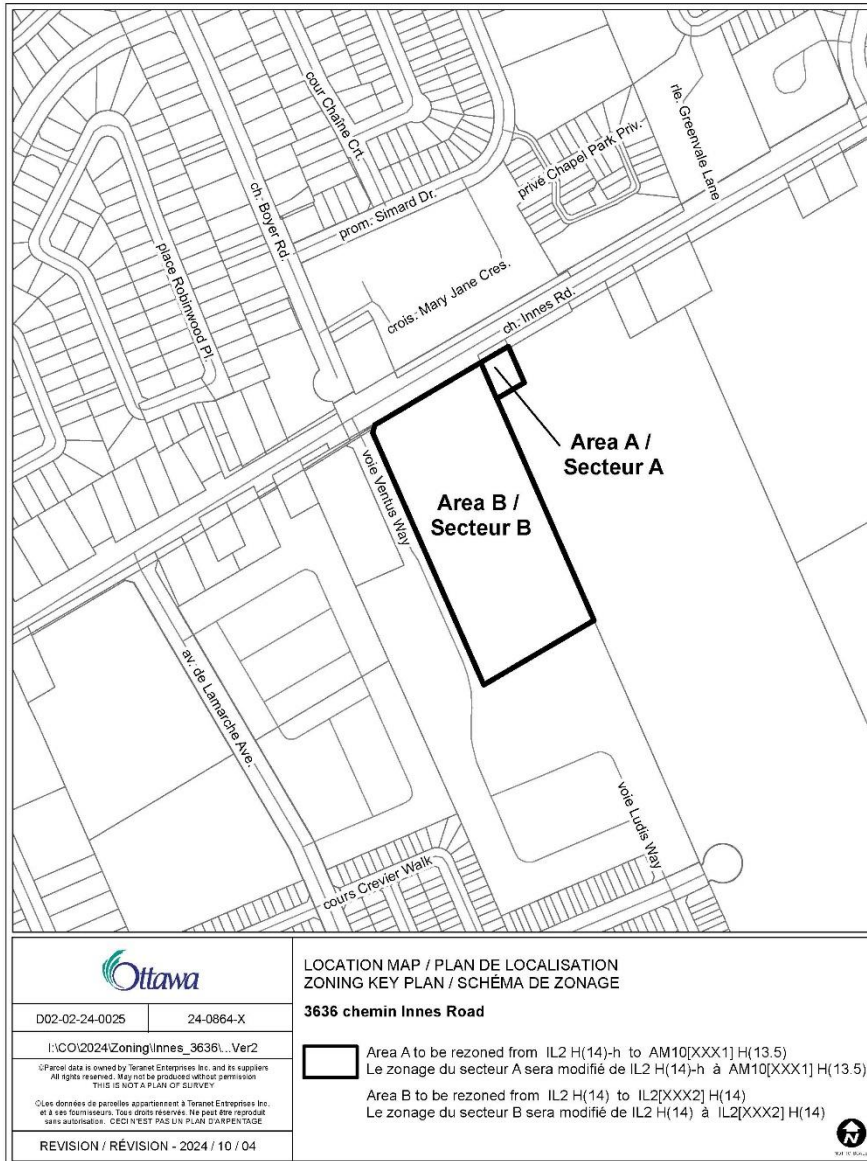 cour Chaîne Crt.
ch. Boyer Rd.
prom. Simard Dr.
place Robinwood Pl.
privé Chapel Park Priv.
rle. Greenvale Lane
crois. Mary Jane Cres.
ch. Innes Rd.
Area A /
Secteur A
Area B /
Secteur B
voie Ventus Way
av. de Lamarche Ave.
voie Ludis Way
cours Crevier Walk
Ottawa
D02-02-24-0025
24-0864-X
I:\CO\2024\Zoning\Innes_3636\...Ver2
©Parcel data is owned by Teranet Enterprises Inc. and its suppliers
All rights reserved. May not be produced without permission
THIS IS NOT A PLAN OF SURVEY
©Les données de parcelles appartiennent à Teranet Entreprises Inc.
et à ses fournisseurs. Tous droits réservés. Ne peut être reproduit
sans autorisation. CECI N'EST PAS UN PLAN D'ARPENTAGE
REVISION / RÉVISION - 2024 / 10 / 04
LOCATION MAP / PLAN DE LOCALISATION
ZONING KEY PLAN / SCHÉMA DE ZONAGE
3636 chemin Innes Road
Area A to be rezoned from IL2 H(14)-h to AM10[XXX1] H(13.5)
Le zonage du secteur A sera modifié de IL2 H(14)-h à AM10[XXX1] H(13.5)
Area B to be rezoned from IL2 H(14) to IL2[XXX2] H(14)
Le zonage du secteur B sera modifié de IL2 H(14) à IL2[XXX2] H(14)